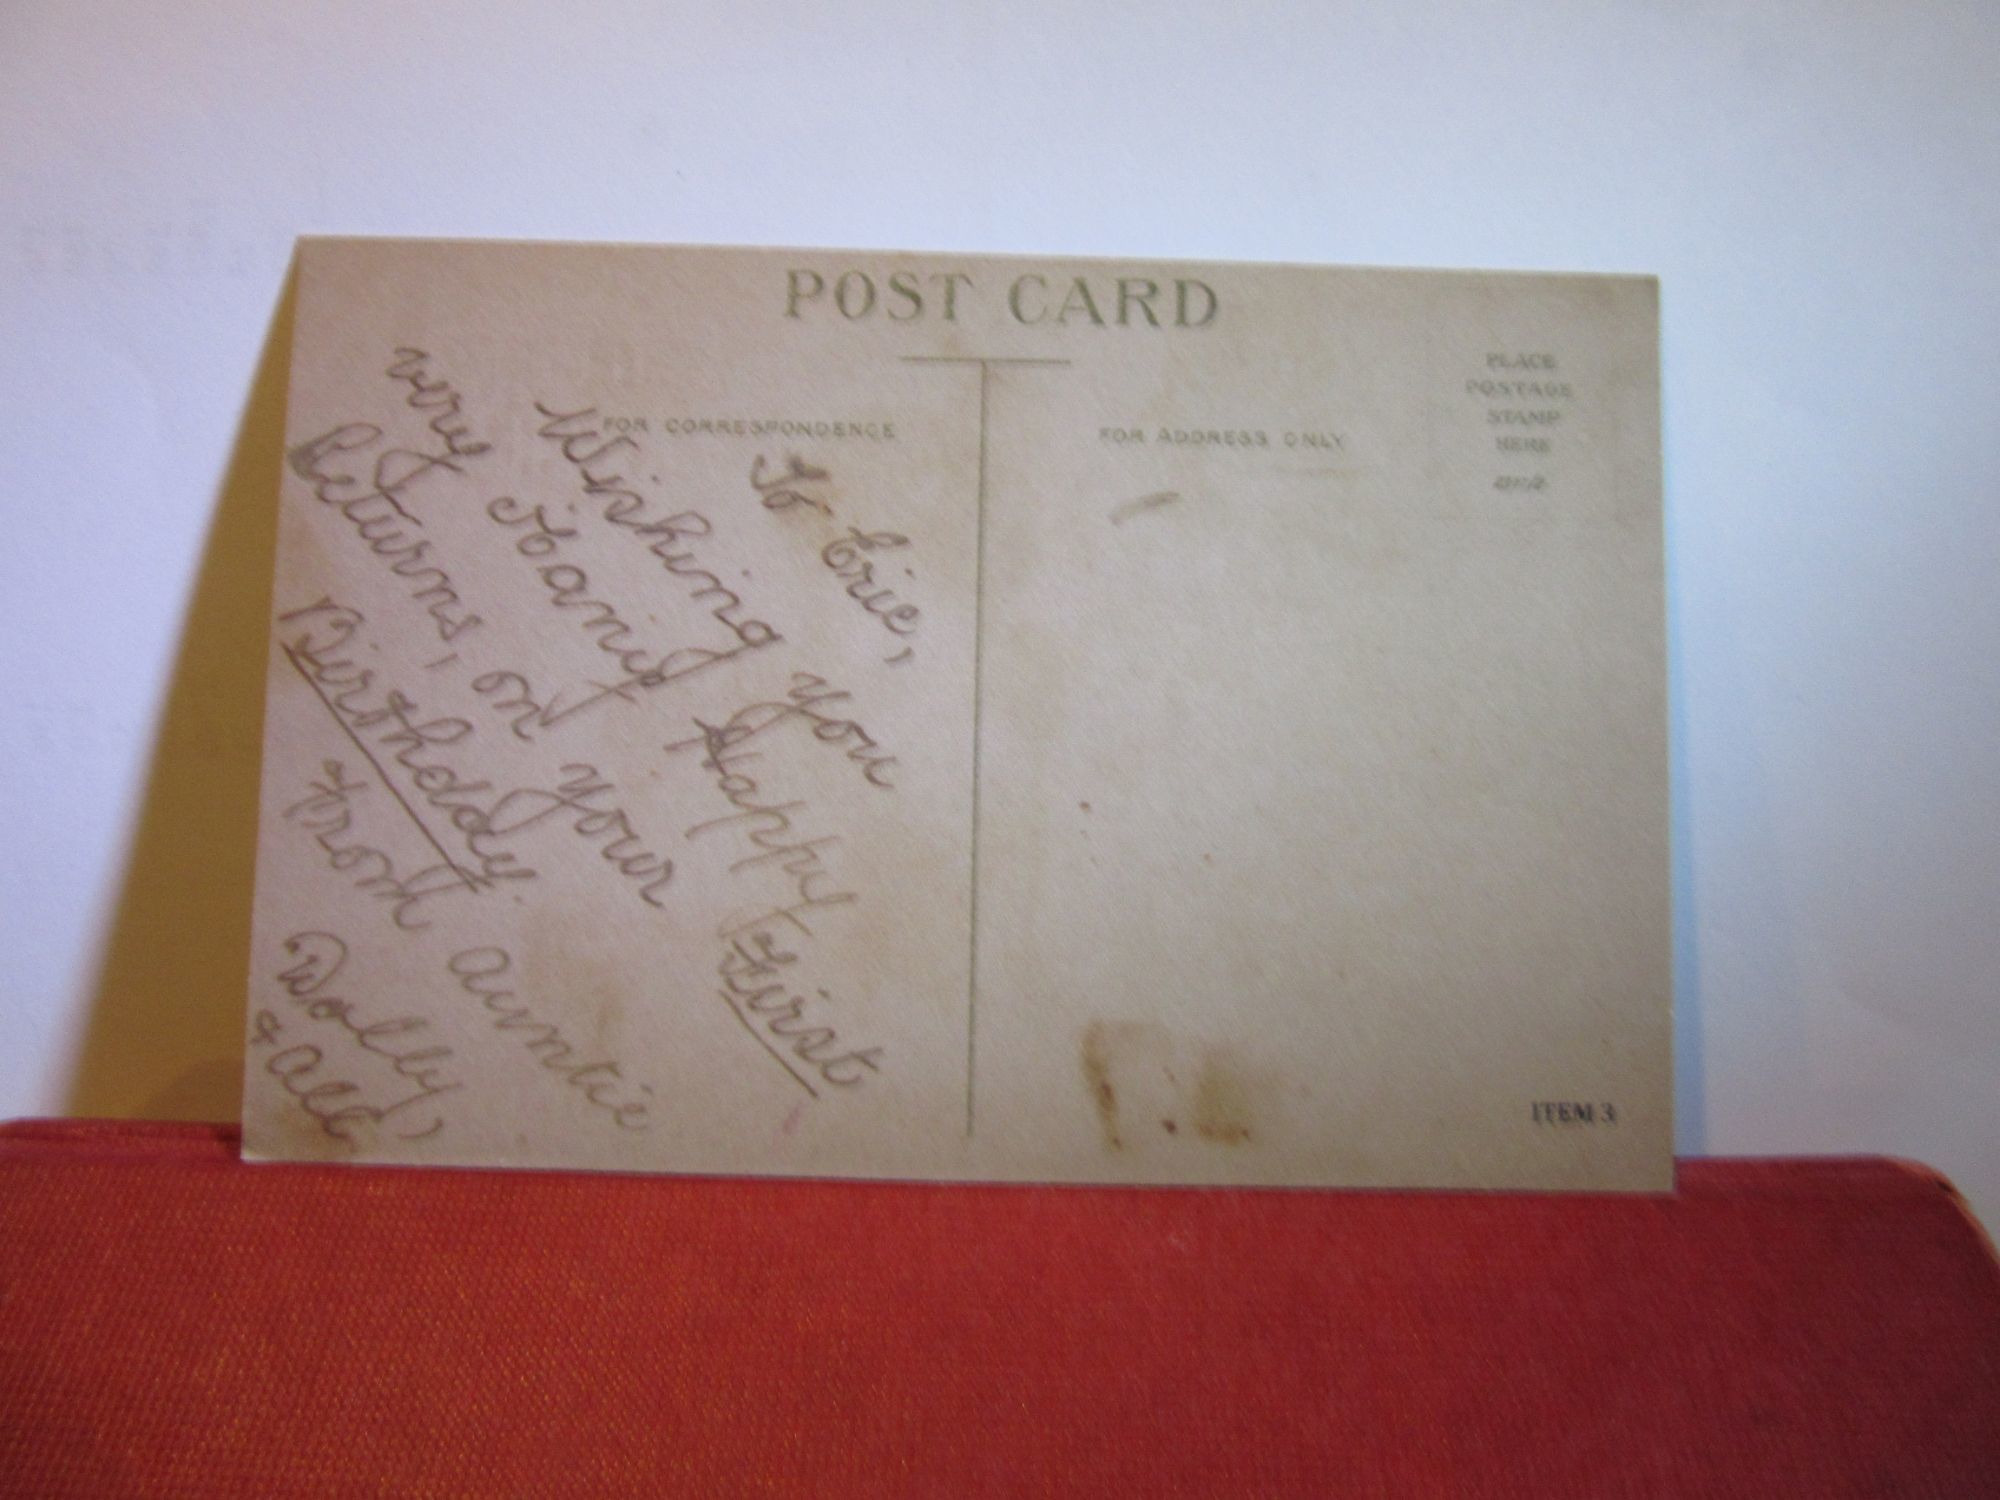 POST CARD
FOR CORRESPONDENCE
FOR ADDRESS ONLY
PLACE
POSTAGE
STAMP
HERE
To Eric,
Wishing you
very Many Happy
Returns, on your First
Birthday.
from auntie
Dolly,
& All.
ITEM 3